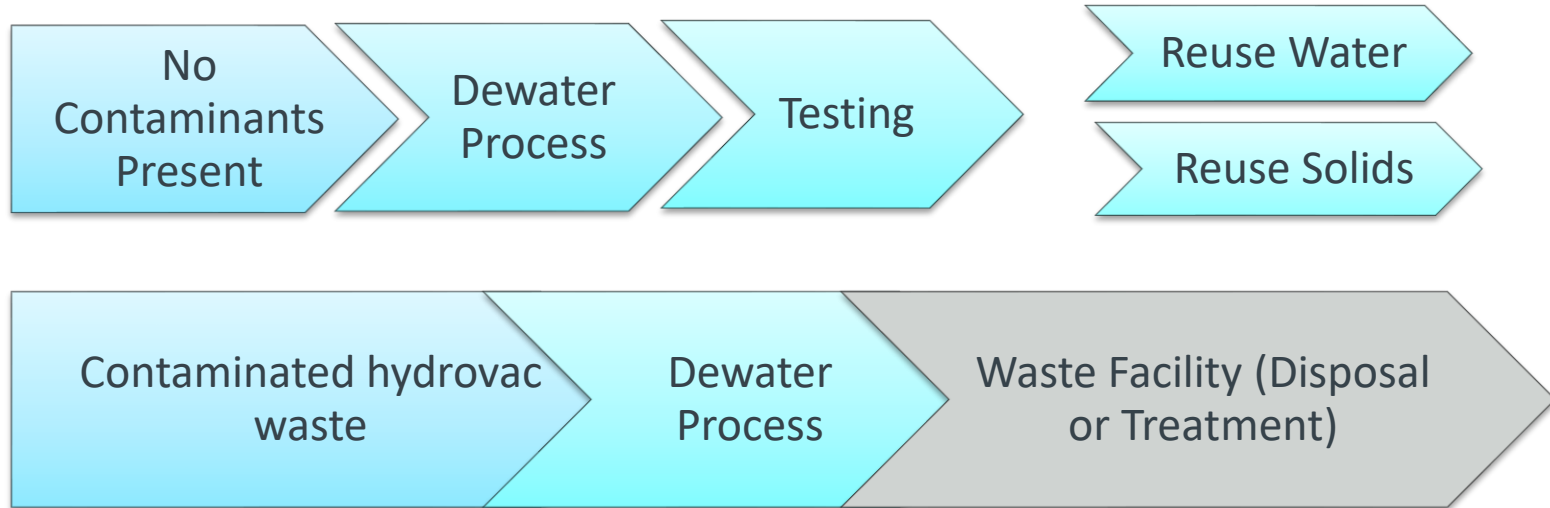 No
Contaminants
Present
Dewater
Process
Testing
Reuse Water
Reuse Solids
Contaminated hydrovac
waste
Dewater
Process
Waste Facility (Disposal
or Treatment)